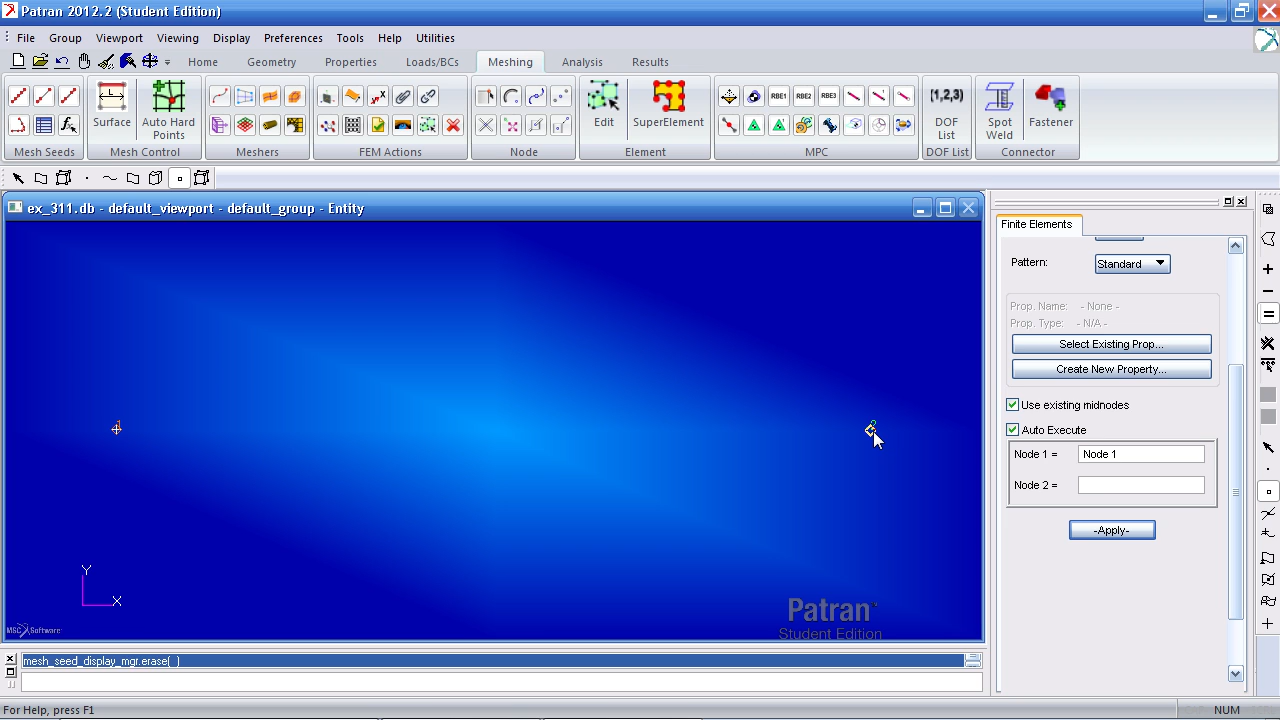 Patran 2012.2 (Student Edition)
File Group Viewport Viewing Display Preferences Tools Help Utilities
Home Geometry Properties Loads/BCs Meshing Analysis Results
RBE1 RBE2 RBE3 (1,2,3)
Surface Auto Hard Points Edit SuperElement DOF List Spot Weld Fastener
Mesh Seeds Mesh Control Meshers FEM Actions Node Element MPC DOF List Connector
ex_311.db - default_viewport - default_group - Entity
Finite Elements
Pattern: Standard
Prop. Name: - None -
Prop. Type: - N/A -
Select Existing Prop...
Create New Property...
Use existing midnodes
Auto Execute
Node 1 = Node 1
Node 2 =
-Apply-
1
2
Y
X
Patran™
Student Edition
MSC Software
mesh_seed_display_mgr.erase( )
For Help, press F1
NUM